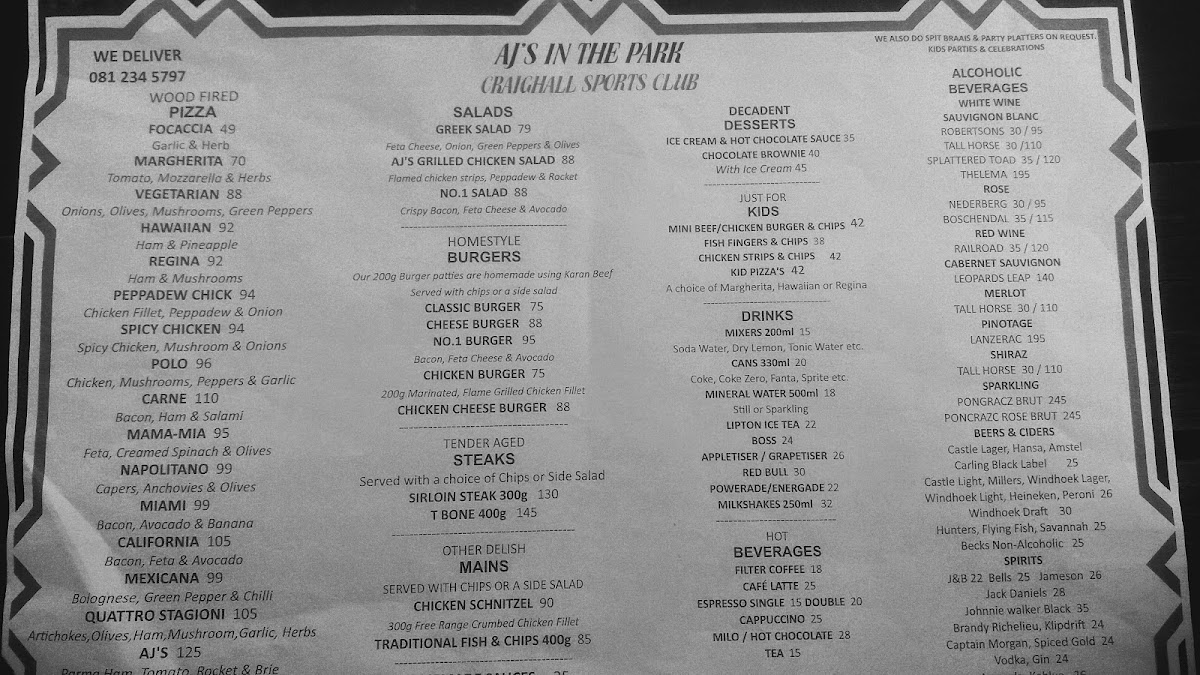 WE DELIVER
081 234 5797
AJ'S IN THE PARK
CRAIGHALL SPORTS CLUB
WE ALSO DO SPIT BRAAIS & PARTY PLATTERS ON REQUEST.
KIDS PARTIES & CELEBRATIONS
WOOD FIRED
PIZZA
FOCACCIA 49
Garlic & Herb
MARGHERITA 70
Tomato, Mozzarella & Herbs
VEGETARIAN 88
Onions, Olives, Mushrooms, Green Peppers
HAWAIIAN 92
Ham & Pineapple
REGINA 92
Ham & Mushrooms
PEPPADEW CHICK 94
Chicken Fillet, Peppadew & Onion
SPICY CHICKEN 94
Spicy Chicken, Mushroom & Onions
POLO 96
Chicken, Mushrooms, Peppers & Garlic
CARNE 110
Bacon, Ham & Salami
MAMA-MIA 95
Feta, Creamed Spinach & Olives
NAPOLITANO 99
Capers, Anchovies & Olives
MIAMI 99
Bacon, Avocado & Banana
CALIFORNIA 105
Bacon, Feta & Avocado
MEXICANA 99
Bolognese, Green Pepper & Chilli
QUATTRO STAGIONI 105
Artichokes,Olives,Ham,Mushroom,Garlic, Herbs
AJ'S 125
Parma Ham, Tomato, Rocket & Brie
SALADS
GREEK SALAD 79
Feta Cheese, Onion, Green Peppers & Olives
AJ'S GRILLED CHICKEN SALAD 88
Flamed chicken strips, Peppadew & Rocket
NO.1 SALAD 88
Crispy Bacon, Feta Cheese & Avocado
HOMESTYLE
BURGERS
Our 200g Burger patties are homemade using Karan Beef
Served with chips or a side salad
CLASSIC BURGER 75
CHEESE BURGER 88
NO.1 BURGER 95
Bacon, Feta Cheese & Avocado
CHICKEN BURGER 75
200g Marinated, Flame Grilled Chicken Fillet
CHICKEN CHEESE BURGER 88
TENDER AGED
STEAKS
Served with a choice of Chips or Side Salad
SIRLOIN STEAK 300g 130
T BONE 400g 145
OTHER DELISH
MAINS
SERVED WITH CHIPS OR A SIDE SALAD
CHICKEN SCHNITZEL 90
300g Free Range Crumbed Chicken Fillet
TRADITIONAL FISH & CHIPS 400g 85
SAUCES 25
DECADENT
DESSERTS
ICE CREAM & HOT CHOCOLATE SAUCE 35
CHOCOLATE BROWNIE 40
With Ice Cream 45
JUST FOR
KIDS
MINI BEEF/CHICKEN BURGER & CHIPS 42
FISH FINGERS & CHIPS 38
CHICKEN STRIPS & CHIPS 42
KID PIZZA'S 42
A choice of Margherita, Hawaiian or Regina
DRINKS
MIXERS 200ml 15
Soda Water, Dry Lemon, Tonic Water etc.
CANS 330ml 20
Coke, Coke Zero, Fanta, Sprite etc.
MINERAL WATER 500ml 18
Still or Sparkling
LIPTON ICE TEA 22
BOSS 24
APPLETISER / GRAPETISER 26
RED BULL 30
POWERADE/ENERGADE 22
MILKSHAKES 250ml 32
HOT
BEVERAGES
FILTER COFFEE 18
CAFÉ LATTE 25
ESPRESSO SINGLE 15 DOUBLE 20
CAPPUCCINO 25
MILO / HOT CHOCOLATE 28
TEA 15
ALCOHOLIC
BEVERAGES
WHITE WINE
SAUVIGNON BLANC
ROBERTSONS 30 / 95
TALL HORSE 30 /110
SPLATTERED TOAD 35 / 120
THELEMA 195
ROSE
NEDERBERG 30 / 95
BOSCHENDAL 35 / 115
RED WINE
RAILROAD 35 / 120
CABERNET SAUVIGNON
LEOPARDS LEAP 140
MERLOT
TALL HORSE 30 / 110
PINOTAGE
LANZERAC 195
SHIRAZ
TALL HORSE 30 / 110
SPARKLING
PONGRACZ BRUT 245
PONCRAZC ROSE BRUT 245
BEERS & CIDERS
Castle Lager, Hansa, Amstel
Carling Black Label 25
Castle Light, Millers, Windhoek Lager,
Windhoek Light, Heineken, Peroni 26
Windhoek Draft 30
Hunters, Flying Fish, Savannah 25
Becks Non-Alcoholic 25
SPIRITS
J&B 22 Bells 25 Jameson 26
Jack Daniels 28
Johnnie walker Black 35
Brandy Richelieu, Klipdrift 24
Captain Morgan, Spiced Gold 24
Vodka, Gin 24